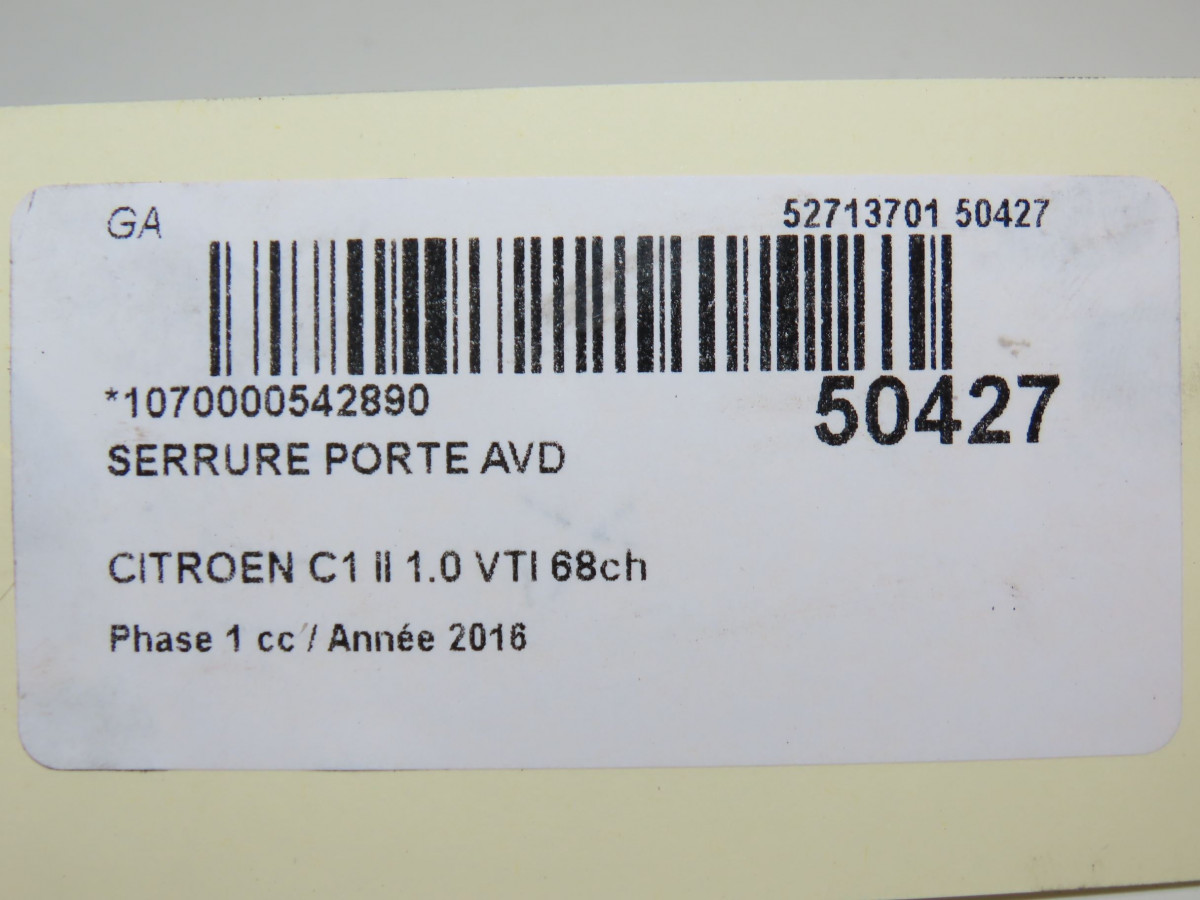 GA
52713701 50427
*1070000542890
50427
SERRURE PORTE AVD
CITROEN C1 II 1.0 VTI 68ch
Phase 1 cc / Année 2016